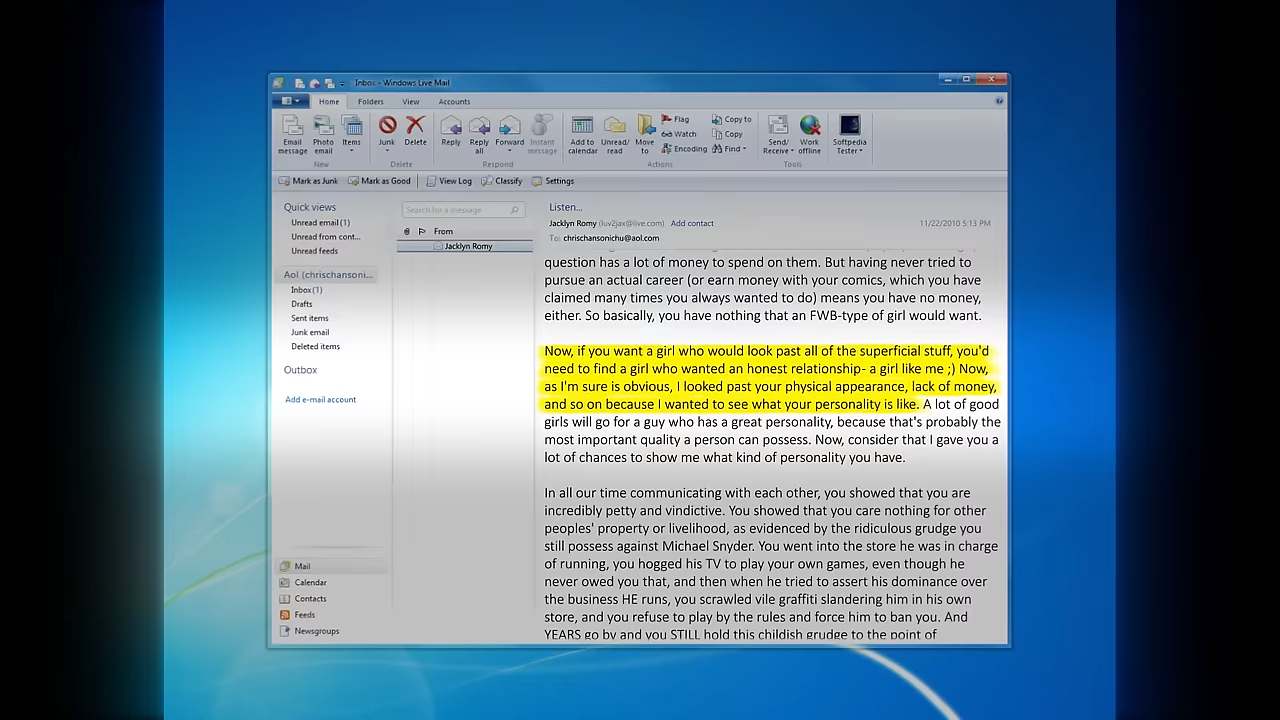 Inbox - Windows Live Mail
Home Folders View Accounts
Email message
Photo email
Items
New
Junk
Delete
Delete
Reply
Reply all
Forward
Instant message
Respond
Add to calendar
Unread/ read
Move to
Flag
Watch
Encoding
Copy to
Copy
Find
Actions
Send/ Receive
Work offline
Softpedia Tester
Tools
Mark as Junk Mark as Good View Log Classify Settings
Quick views
Unread email (1)
Unread from cont...
Unread feeds
Aol (chrischansoni...
Inbox (1)
Drafts
Sent items
Junk email
Deleted items
Outbox
Add e-mail account
Mail
Calendar
Contacts
Feeds
Newsgroups
Search for a message
From
Jacklyn Romy
Listen...
Jacklyn Romy (luv2jax@live.com) Add contact 11/22/2010 5:13 PM
To: chrischansonichu@aol.com
question has a lot of money to spend on them. But having never tried to
pursue an actual career (or earn money with your comics, which you have
claimed many times you always wanted to do) means you have no money,
either. So basically, you have nothing that an FWB-type of girl would want.
Now, if you want a girl who would look past all of the superficial stuff, you'd
need to find a girl who wanted an honest relationship- a girl like me ;) Now,
as I'm sure is obvious, I looked past your physical appearance, lack of money,
and so on because I wanted to see what your personality is like. A lot of good
girls will go for a guy who has a great personality, because that's probably the
most important quality a person can possess. Now, consider that I gave you a
lot of chances to show me what kind of personality you have.
In all our time communicating with each other, you showed that you are
incredibly petty and vindictive. You showed that you care nothing for other
peoples' property or livelihood, as evidenced by the ridiculous grudge you
still possess against Michael Snyder. You went into the store he was in charge
of running, you hogged his TV to play your own games, even though he
never owed you that, and then when he tried to assert his dominance over
the business HE runs, you scrawled vile graffiti slandering him in his own
store, and you refuse to play by the rules and force him to ban you. And
YEARS go by and you STILL hold this childish grudge to the point of